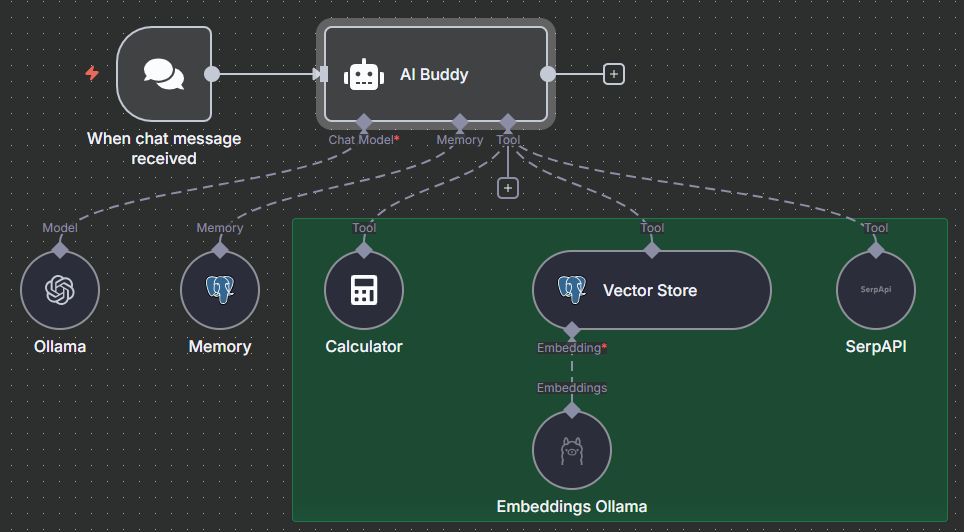 AI Buddy
When chat message
received
Chat Model*
Memory
Tool
Model
Memory
Tool
Tool
Tool
Vector Store
SerpApi
Ollama
Memory
Calculator
Embedding*
SerpAPI
Embeddings
Embeddings Ollama